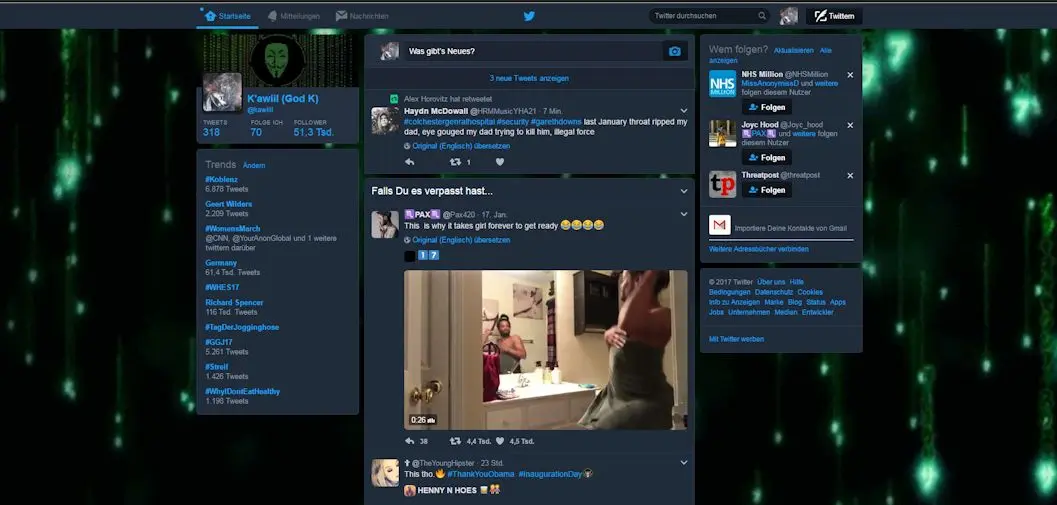 Startseite
Mitteilungen
Nachrichten
Twitter durchsuchen
Twittern
K'awiil (God K)
@kawiil
TWEETS
318
FOLGE ICH
70
FOLLOWER
51,3 Tsd.
Trends Ändern
#Koblenz
6.878 Tweets
Geert Wilders
2.209 Tweets
#WomensMarch
@CNN, @YourAnonGlobal und 1 weitere
twittern darüber
Germany
61,4 Tsd. Tweets
#WHES17
Richard Spencer
116 Tsd. Tweets
#TagDerJogginghose
#GGJ17
5.261 Tweets
#Streif
1.426 Tweets
#WhyIDontEatHealthy
1.198 Tweets
Was gibt's Neues?
3 neue Tweets anzeigen
Alex Horovitz hat retweetet
Haydn McDowall @HRMMusicYHA21 · 7 Min.
#colchestergenralhospital #security #garethdowns last January throat ripped my
dad, eye gouged my dad trying to kill him, illegal force
Original (Englisch) übersetzen
1
Falls Du es verpasst hast...
♏PAX♏ @Pax420 · 17. Jan.
This is why it takes girl forever to get ready 😂😂😂😂
Original (Englisch) übersetzen
1 7
0:26
38 4,4 Tsd. 4,5 Tsd.
✝ @TheYoungHipster · 23 Std.
This tho.🔥 #ThankYouObama #InaugurationDay
HENNY N HOES
Wem folgen? Aktualisieren Alle
anzeigen
NHS Million @NHSMillion
MissAnonymissD und weitere
folgen diesem Nutzer
Folgen
Joyc Hood @Joyc_hood
♏PAX♏ und weitere folgen
diesem Nutzer
Folgen
Threatpost @threatpost
Folgen
NHS
MILLION
tp
Importiere Deine Kontakte von Gmail
Weitere Adressbücher verbinden
© 2017 Twitter Über uns Hilfe
Bedingungen Datenschutz Cookies
Info zu Anzeigen Marke Blog Status Apps
Jobs Unternehmen Medien Entwickler
Mit Twitter werben